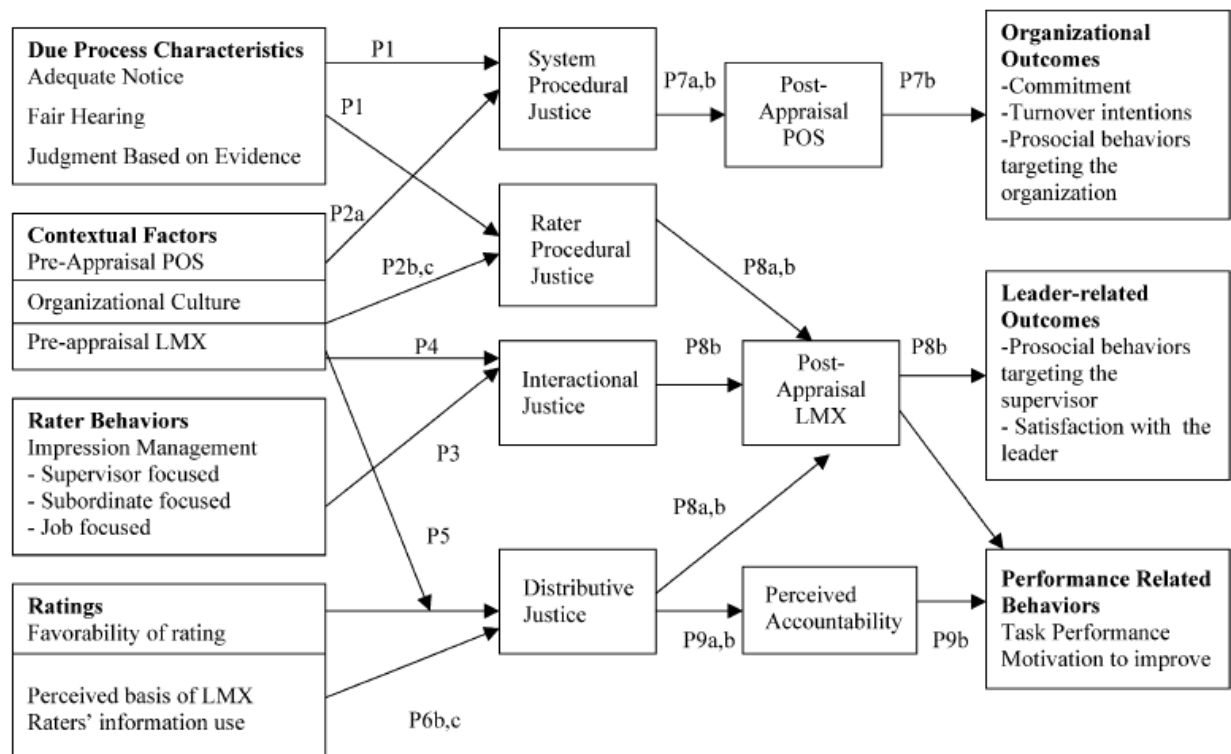 Due Process Characteristics
Adequate Notice
Fair Hearing
Judgment Based on Evidence
Contextual Factors
Pre-Appraisal POS
Organizational Culture
Pre-appraisal LMX
Rater Behaviors
Impression Management
- Supervisor focused
- Subordinate focused
- Job focused
Ratings
Favorability of rating
Perceived basis of LMX
Raters' information use
P1
P1
P2a
P2b,c
P4
P3
P5
P6b,c
System
Procedural
Justice
Rater
Procedural
Justice
Interactional
Justice
Distributive
Justice
P7a,b
P8a,b
P8b
P8a,b
P9a,b
Post-
Appraisal
POS
Post-
Appraisal
LMX
Perceived
Accountability
P7b
P8b
P9b
Organizational
Outcomes
-Commitment
-Turnover intentions
-Prosocial behaviors
targeting the
organization
Leader-related
Outcomes
-Prosocial behaviors
targeting the
supervisor
- Satisfaction with the
leader
Performance Related
Behaviors
Task Performance
Motivation to improve